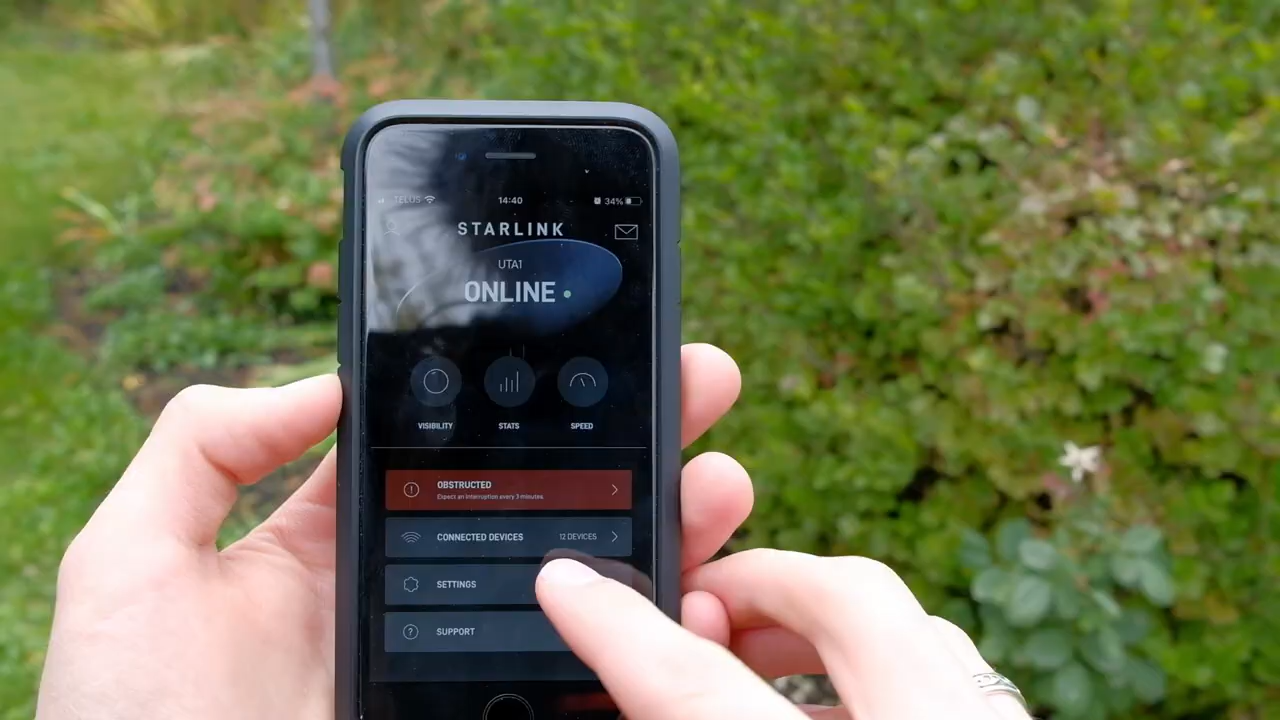 TELUS 14:40 34%
STARLINK
UTA1
ONLINE
VISIBILITY STATS SPEED
OBSTRUCTED
Expect an interruption every 3 minutes.
CONNECTED DEVICES 12 DEVICES
SETTINGS
SUPPORT